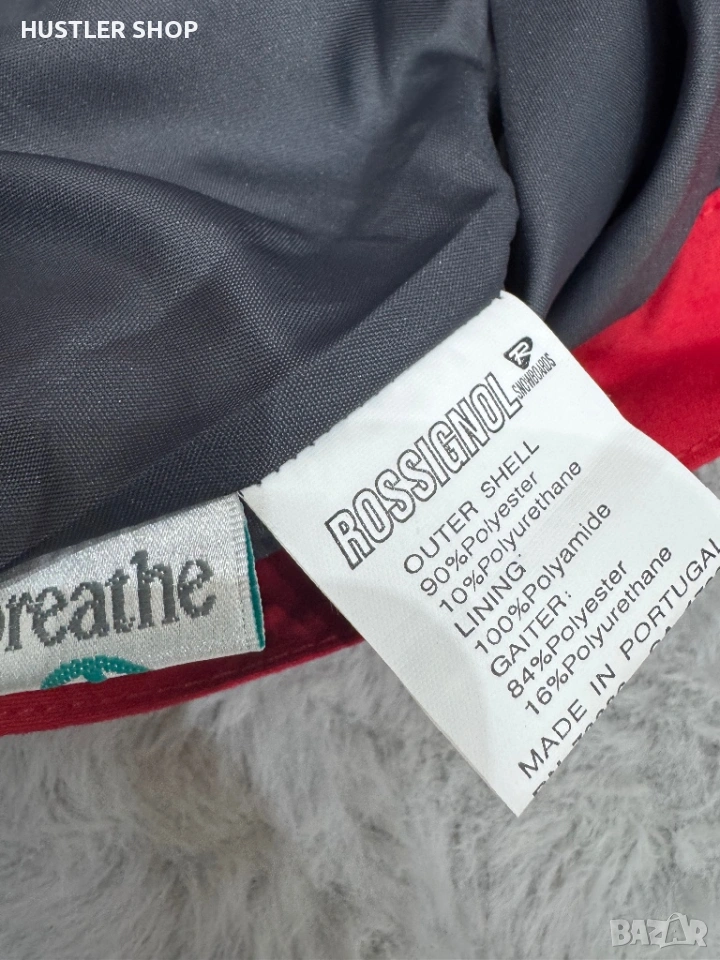 HUSTLER SHOP
ROSSIGNOL
R
SNOWBOARDS
OUTER SHELL
90%Polyester
10%Polyurethane
LINING:
100%Polyamide
GAITER:
84%Polyester
16%Polyurethane
MADE IN PORTUGAL
breathe
BAZAR